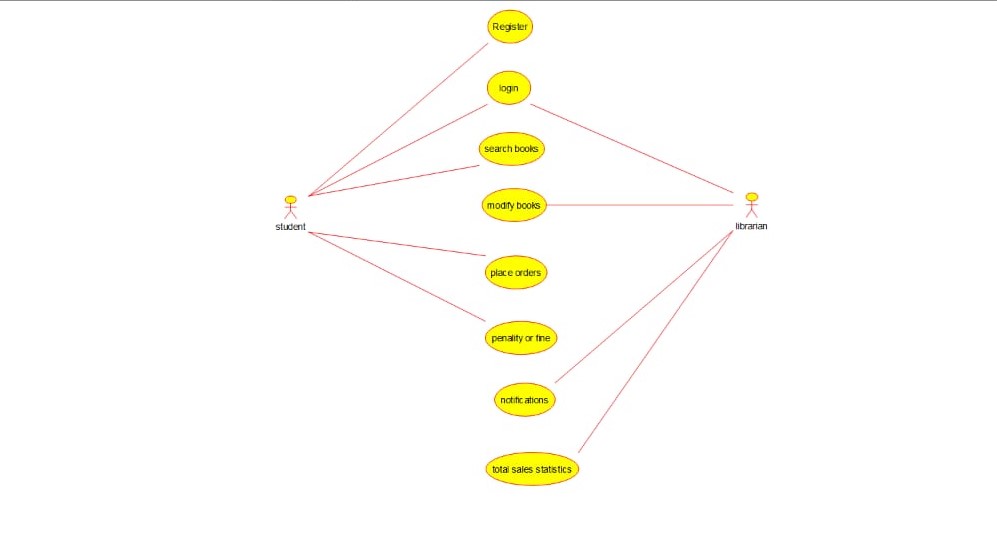 Register
login
search books
modify books
student
librarian
place orders
penality or fine
notifications
total sales statistics